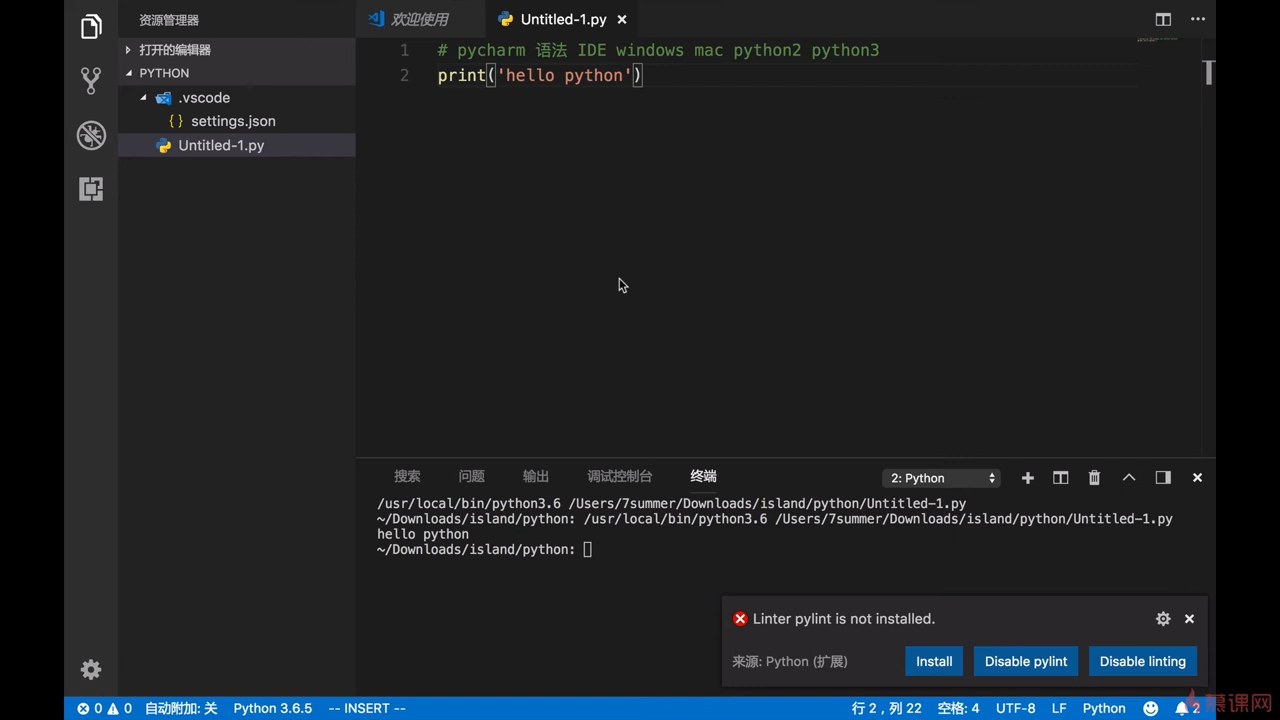 资源管理器
打开的编辑器
PYTHON
.vscode
{} settings.json
Untitled-1.py
欢迎使用
Untitled-1.py
1 # pycharm 语法 IDE windows mac python2 python3
2 print('hello python')
搜索 问题 输出 调试控制台 终端
2: Python
/usr/local/bin/python3.6 /Users/7summer/Downloads/island/python/Untitled-1.py
~/Downloads/island/python: /usr/local/bin/python3.6 /Users/7summer/Downloads/island/python/Untitled-1.py
hello python
~/Downloads/island/python:
Linter pylint is not installed.
来源: Python (扩展)
Install
Disable pylint
Disable linting
0 0 自动附加: 关 Python 3.6.5 -- INSERT -- 行 2，列 22 空格: 4 UTF-8 LF Python 2
慕课网